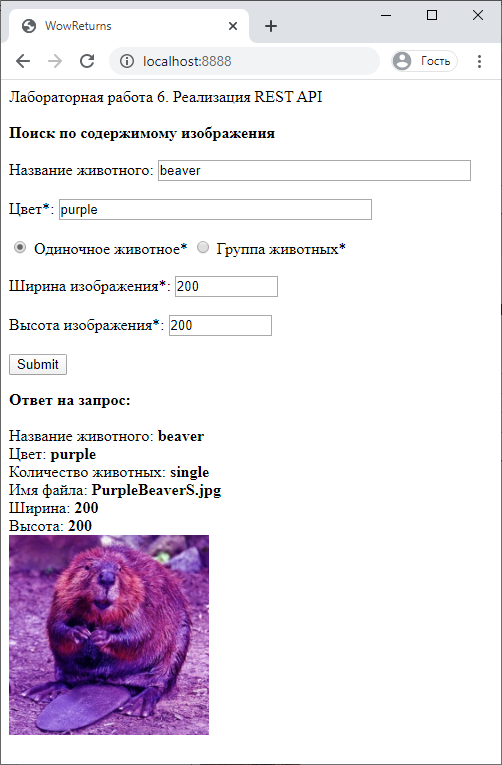 WowReturns
localhost:8888
Гость
Лабораторная работа 6. Реализация REST API
Поиск по содержимому изображения
Название животного: beaver
Цвет*: purple
Одиночное животное* Группа животных*
Ширина изображения*: 200
Высота изображения*: 200
Submit
Ответ на запрос:
Название животного: beaver
Цвет: purple
Количество животных: single
Имя файла: PurpleBeaverS.jpg
Ширина: 200
Высота: 200